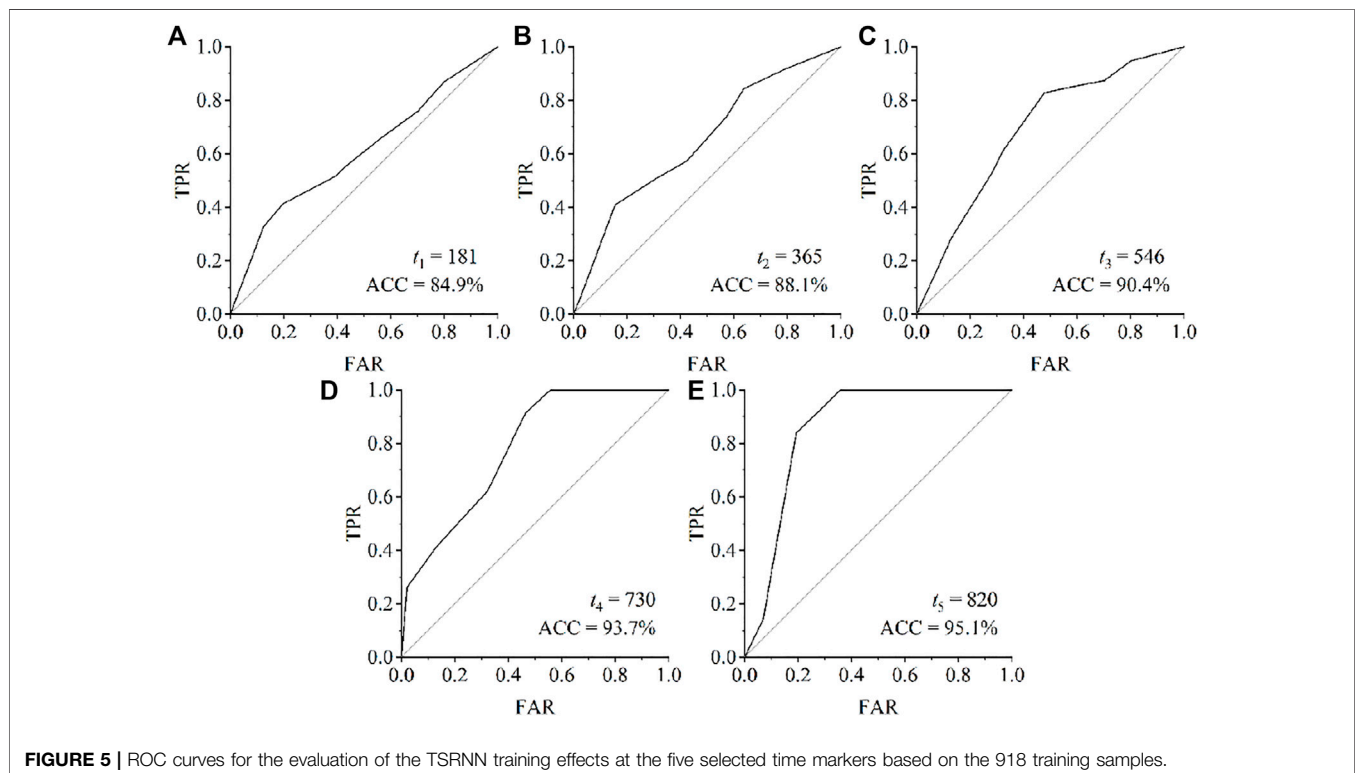 A
1.0
0.8
0.6
0.4
0.2
0.0
TPR
t₁ = 181
ACC = 84.9%
0.0 0.2 0.4 0.6 0.8 1.0
FAR
B
1.0
0.8
0.6
0.4
0.2
0.0
TPR
t₂ = 365
ACC = 88.1%
0.0 0.2 0.4 0.6 0.8 1.0
FAR
C
1.0
0.8
0.6
0.4
0.2
0.0
TPR
t₃ = 546
ACC = 90.4%
0.0 0.2 0.4 0.6 0.8 1.0
FAR
D
1.0
0.8
0.6
0.4
0.2
0.0
TPR
t₄ = 730
ACC = 93.7%
0.0 0.2 0.4 0.6 0.8 1.0
FAR
E
1.0
0.8
0.6
0.4
0.2
0.0
TPR
t₅ = 820
ACC = 95.1%
0.0 0.2 0.4 0.6 0.8 1.0
FAR
FIGURE 5 | ROC curves for the evaluation of the TSRNN training effects at the five selected time markers based on the 918 training samples.